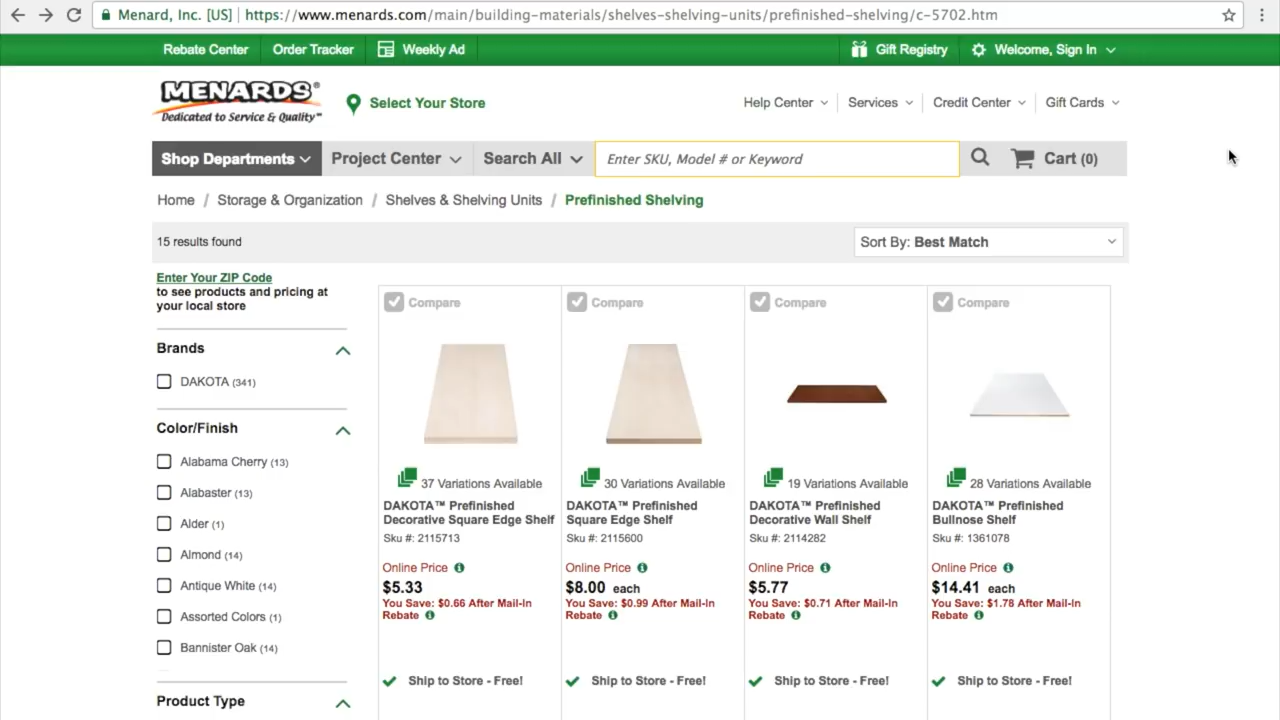 Menard, Inc. [US] https://www.menards.com/main/building-materials/shelves-shelving-units/prefinished-shelving/c-5702.htm
Rebate Center Order Tracker Weekly Ad Gift Registry Welcome, Sign In
MENARDS®
Dedicated to Service & Quality™
Select Your Store
Help Center Services Credit Center Gift Cards
Shop Departments Project Center Search All Enter SKU, Model # or Keyword Cart (0)
Home / Storage & Organization / Shelves & Shelving Units / Prefinished Shelving
15 results found Sort By: Best Match
Enter Your ZIP Code
to see products and pricing at
your local store
Brands
DAKOTA (341)
Color/Finish
Alabama Cherry (13)
Alabaster (13)
Alder (1)
Almond (14)
Antique White (14)
Assorted Colors (1)
Bannister Oak (14)
Product Type
Compare
37 Variations Available
DAKOTA™ Prefinished
Decorative Square Edge Shelf
Sku #: 2115713
Online Price
$5.33
You Save: $0.66 After Mail-In
Rebate
Ship to Store - Free!
Compare
30 Variations Available
DAKOTA™ Prefinished
Square Edge Shelf
Sku #: 2115600
Online Price
$8.00 each
You Save: $0.99 After Mail-In
Rebate
Ship to Store - Free!
Compare
19 Variations Available
DAKOTA™ Prefinished
Decorative Wall Shelf
Sku #: 2114282
Online Price
$5.77
You Save: $0.71 After Mail-In
Rebate
Ship to Store - Free!
Compare
28 Variations Available
DAKOTA™ Prefinished
Bullnose Shelf
Sku #: 1361078
Online Price
$14.41 each
You Save: $1.78 After Mail-In
Rebate
Ship to Store - Free!